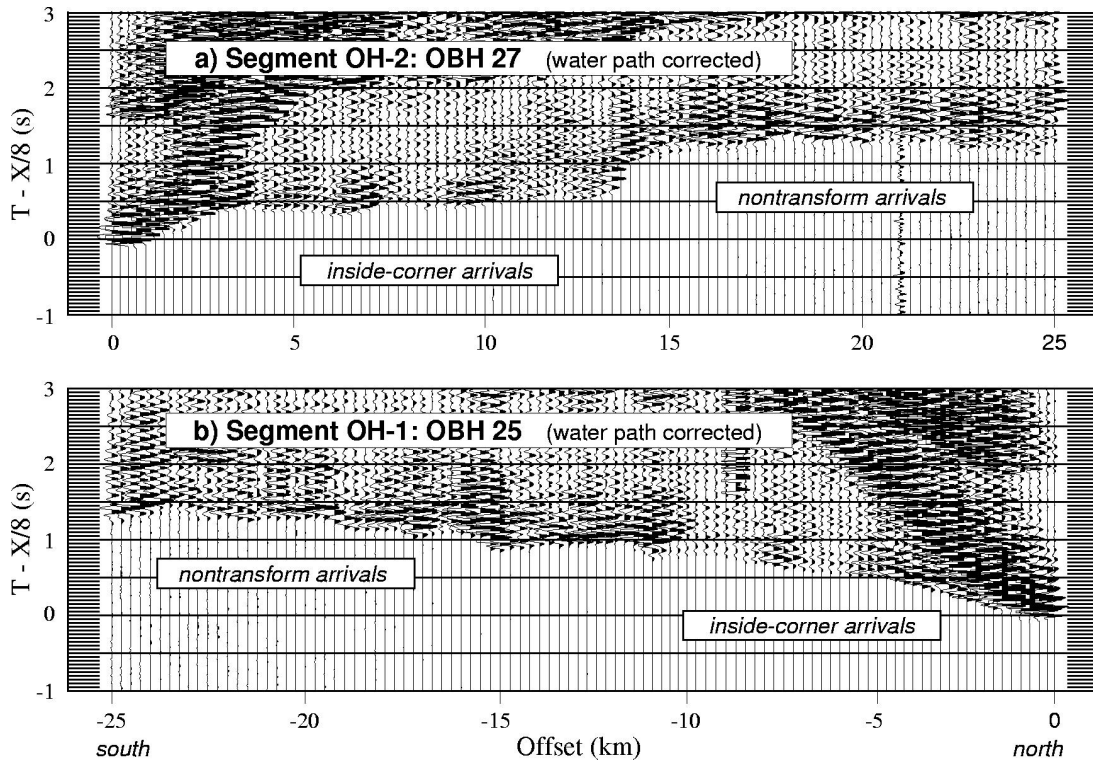 3
a) Segment OH-2: OBH 27 (water path corrected)
2
T - X/8 (s)
1
nontransform arrivals
0
inside-corner arrivals
-1
0 5 10 15 20 25
3
b) Segment OH-1: OBH 25 (water path corrected)
2
T - X/8 (s)
1
nontransform arrivals
0
inside-corner arrivals
-1
-25 -20 -15 -10 -5 0
south Offset (km) north